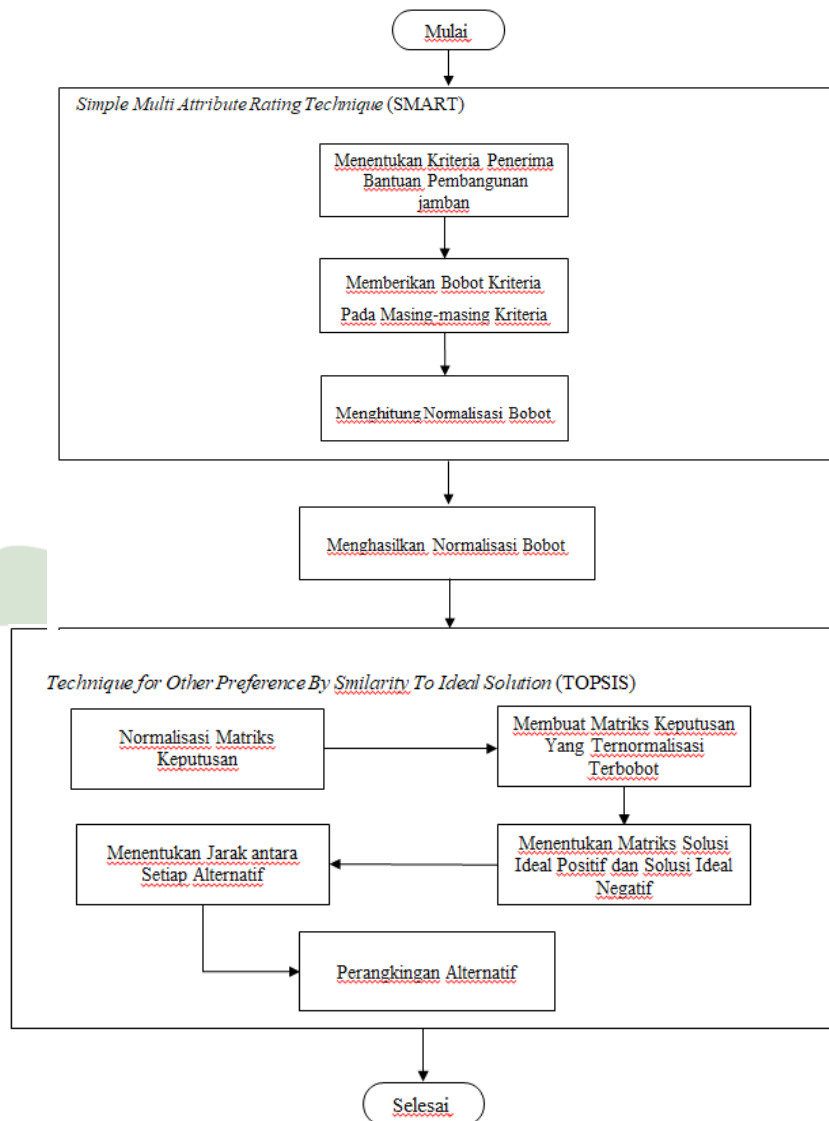 Mulai
Simple Multi Attribute Rating Technique (SMART)
Menentukan Kriteria Penerima
Bantuan Pembangunan
jamban
Memberikan Bobot Kriteria
Pada Masing-masing Kriteria
Menghitung Normalisasi Bobot
Menghasilkan Normalisasi Bobot
Technique for Other Preference By Smilarity To Ideal Solution (TOPSIS)
Normalisasi Matriks
Keputusan
Membuat Matriks Keputusan
Yang Ternormalisasi
Terbobot
Menentukan Matriks Solusi
Ideal Positif dan Solusi Ideal
Negatif
Menentukan Jarak antara
Setiap Alternatif
Perangkingan Alternatif
Selesai